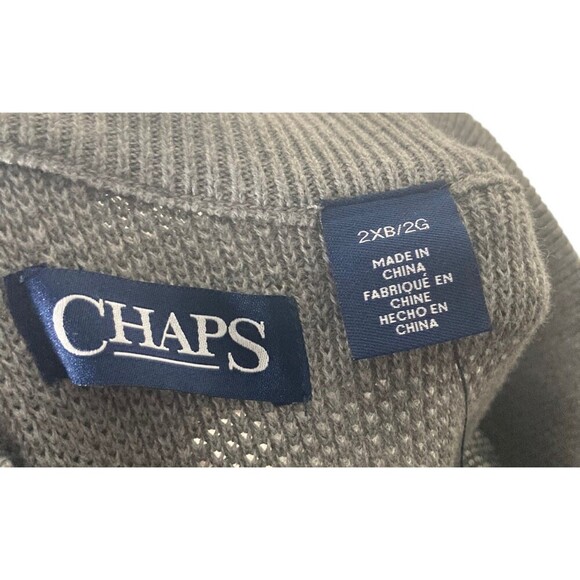 CHAPS
2XB/2G
MADE IN
CHINA
FABRIQUÉ EN
CHINE
HECHO EN
CHINA